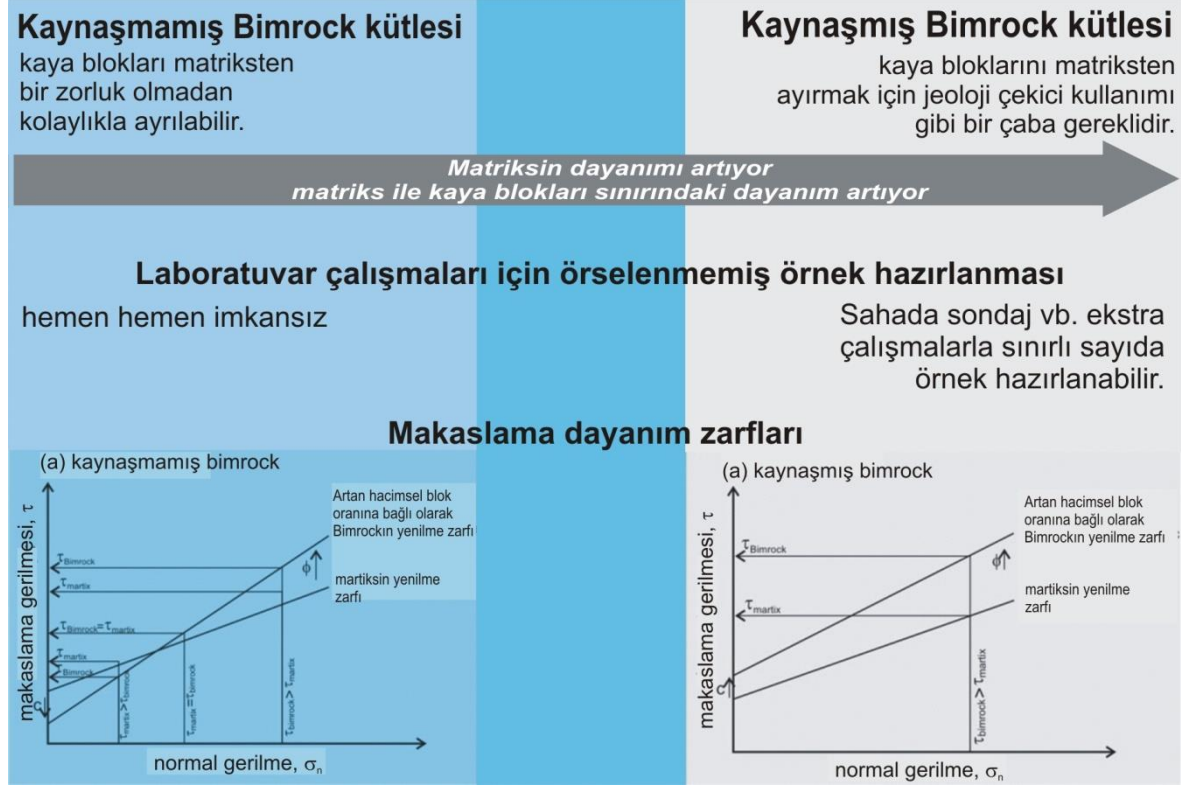 Kaynaşmamış Bimrock kütlesi
kaya blokları matriksten
bir zorluk olmadan
kolaylıkla ayrılabilir.
Kaynaşmış Bimrock kütlesi
kaya bloklarını matriksten
ayırmak için jeoloji çekici kullanımı
gibi bir çaba gereklidir.
Matriksin dayanımı artıyor
matriks ile kaya blokları sınırındaki dayanım artıyor
Laboratuvar çalışmaları için örselenmemiş örnek hazırlanması
hemen hemen imkansız
Sahada sondaj vb. ekstra
çalışmalarla sınırlı sayıda
örnek hazırlanabilir.
Makaslama dayanım zarfları
(a) kaynaşmamış bimrock
makaslama gerilmesi, τ
Artan hacimsel blok
oranına bağlı olarak
Bimrockın yenilme zarfı
ϕ
martiksin yenilme
zarfı
τBimrock
τmartix
τBimrock=τmartix
τmartix
τBimrock
c
τmartix>τbimrock
τmartix=τbimrock
τbimrock>τmartix
normal gerilme, σn
(a) kaynaşmış bimrock
makaslama gerilmesi, τ
Artan hacimsel blok
oranına bağlı olarak
Bimrockın yenilme zarfı
ϕ
martiksin yenilme
zarfı
τBimrock
τmartix
c
τbimrock>τmartix
normal gerilme, σn